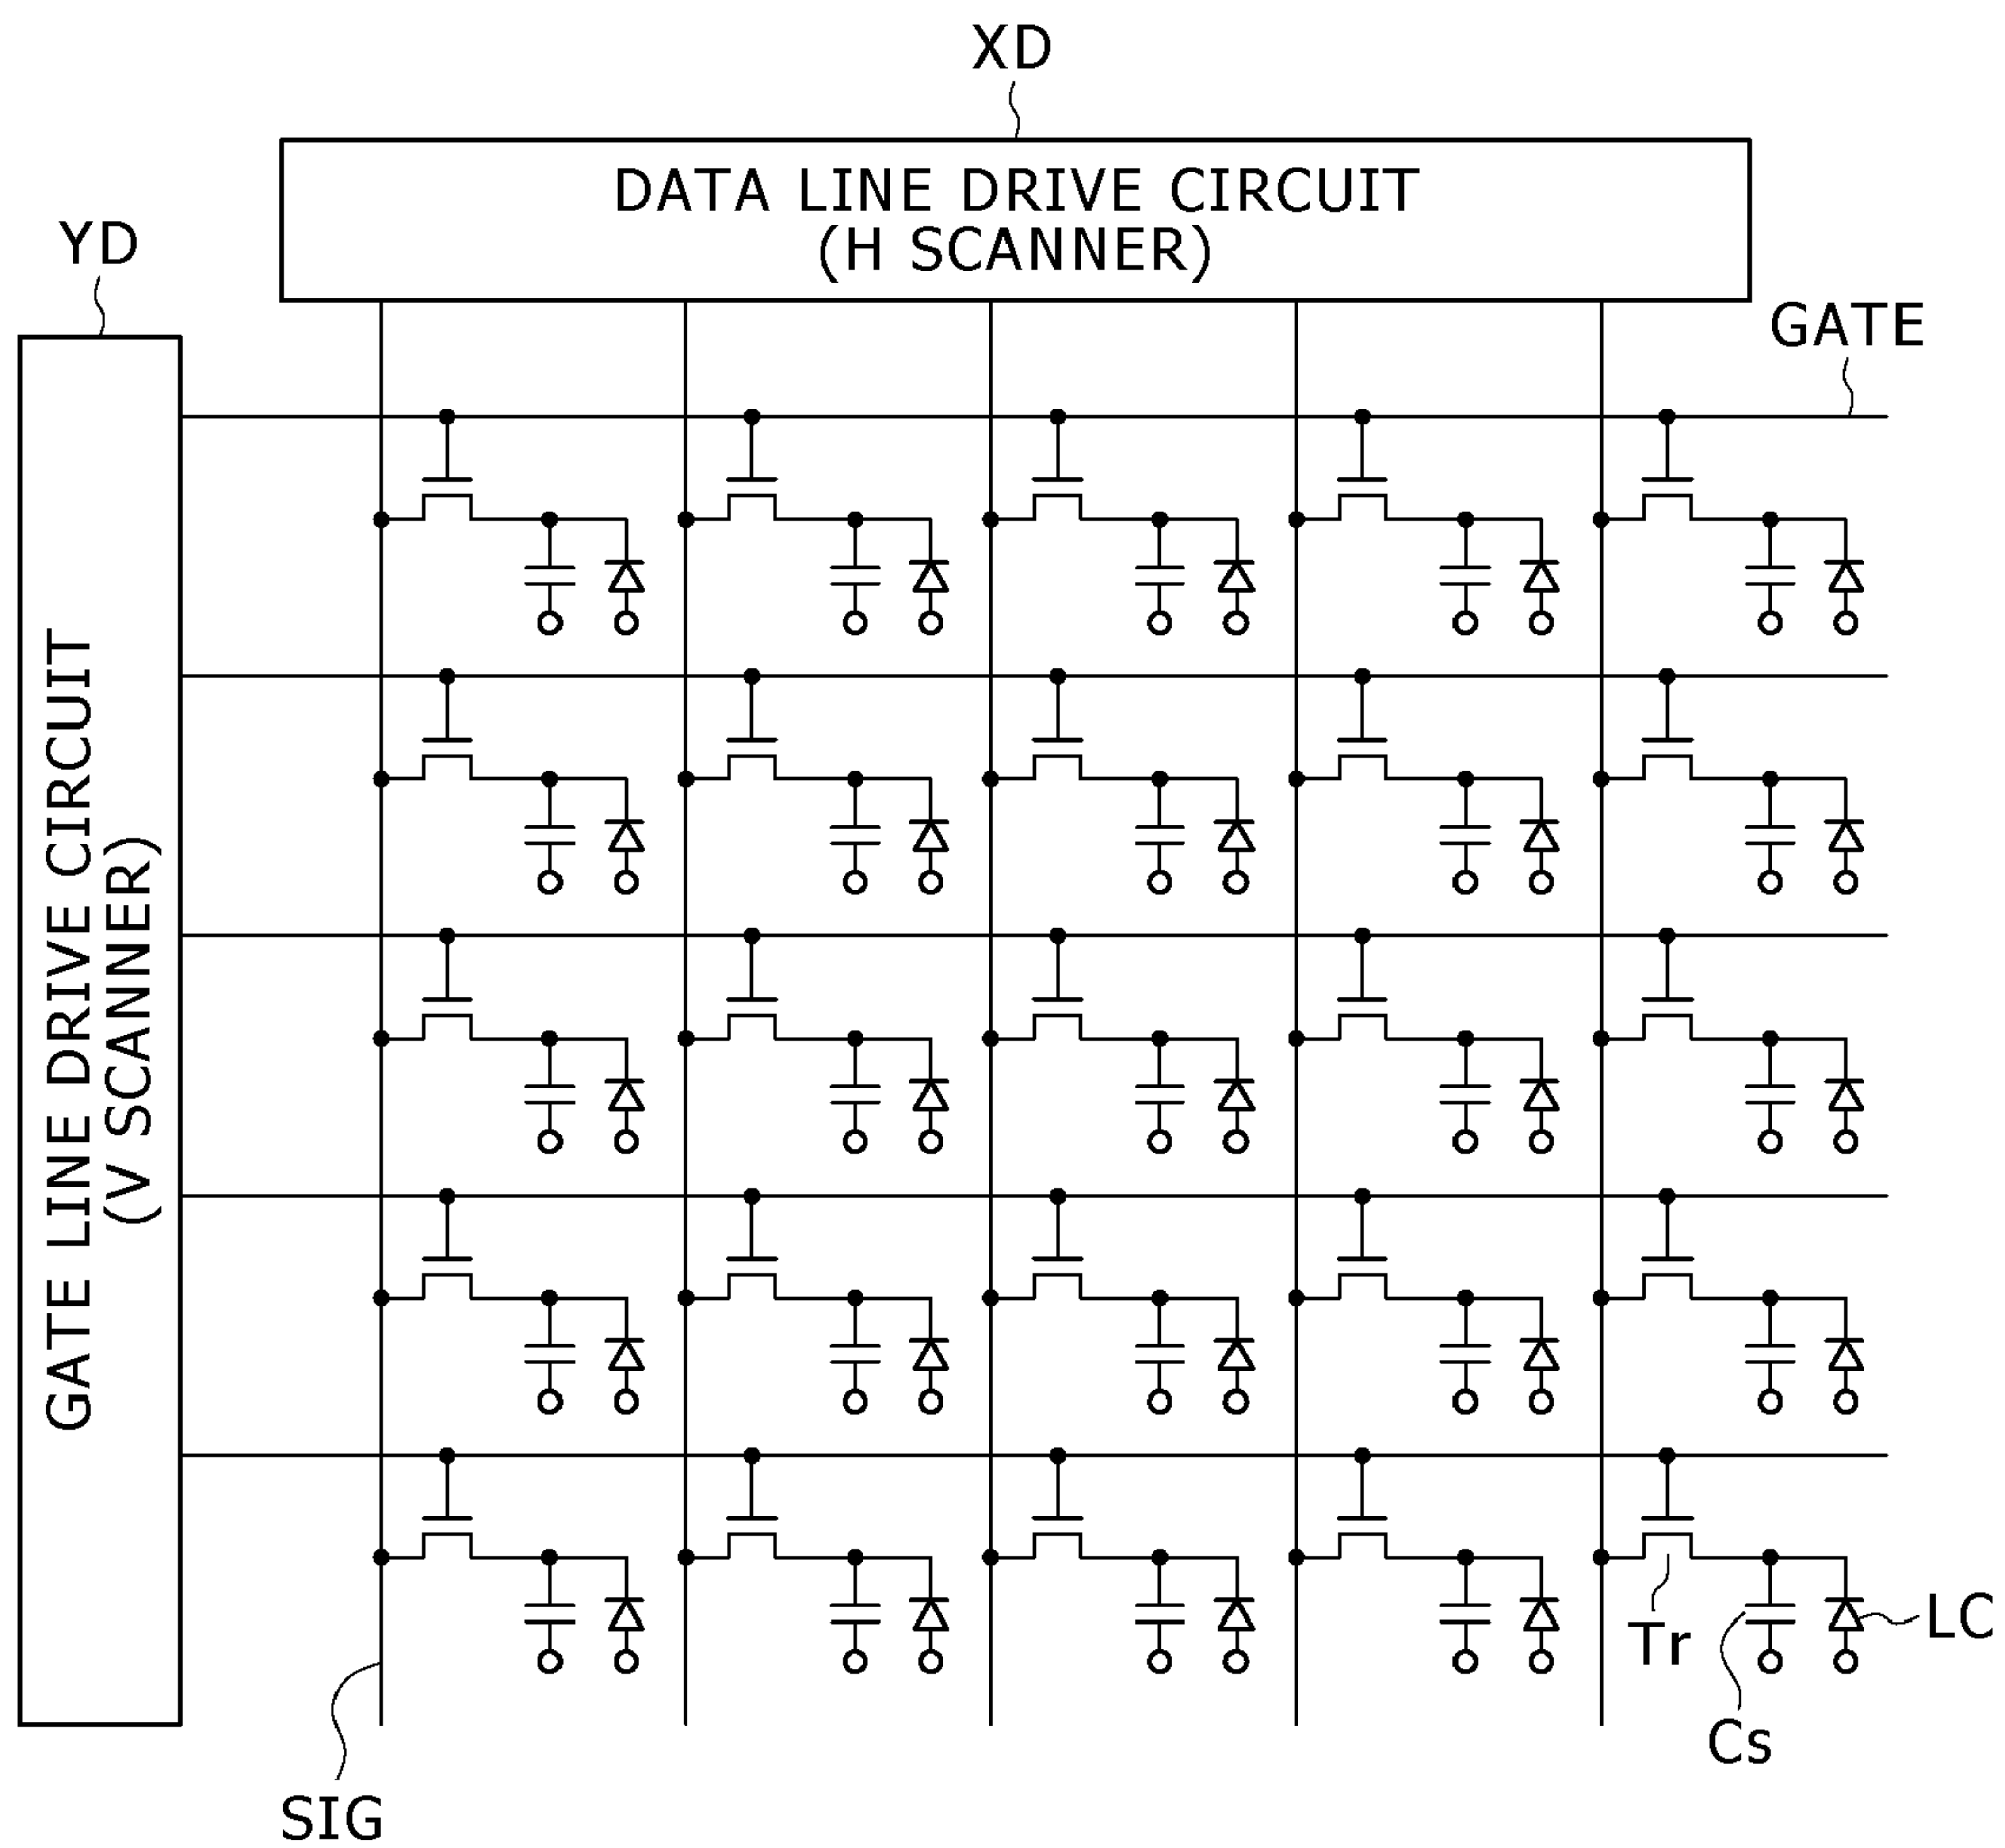 XD
DATA LINE DRIVE CIRCUIT
(H SCANNER)
YD
GATE
GATE LINE DRIVE CIRCUIT
(V SCANNER)
Tr
LC
Cs
SIG